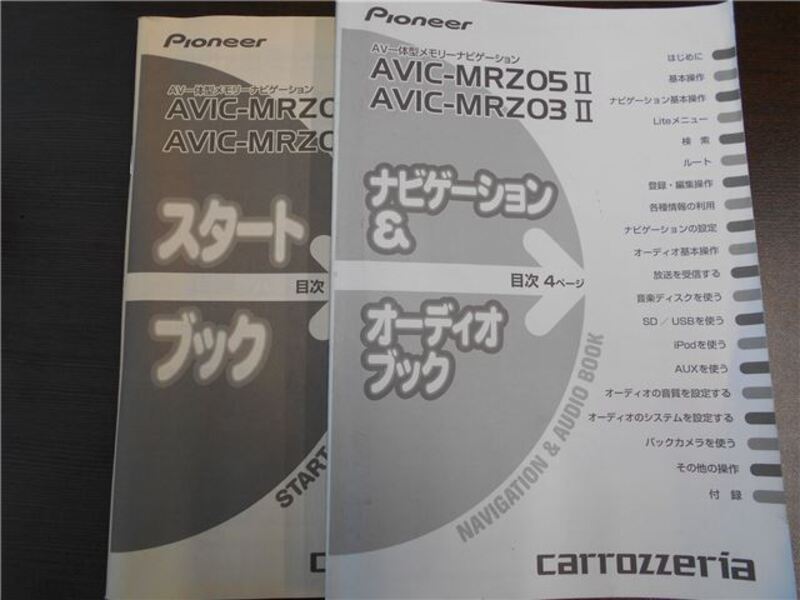 Pioneer
AV一体型メモリーナビゲーション
AVIC-MRZ0
AVIC-MRZ0
スタート
目次
ブック
START
Pioneer
AV一体型メモリーナビゲーション
AVIC-MRZ05 II
AVIC-MRZ03 II
ナビゲーション
&
目次 4ページ
オーディオ
ブック
NAVIGATION & AUDIO BOOK
はじめに
基本操作
ナビゲーション基本操作
Liteメニュー
検 索
ルート
登録・編集操作
各種情報の利用
ナビゲーションの設定
オーディオ基本操作
放送を受信する
音楽ディスクを使う
SD / USBを使う
iPodを使う
AUXを使う
オーディオの音質を設定する
オーディオのシステムを設定する
バックカメラを使う
その他の操作
付 録
carrozzeria